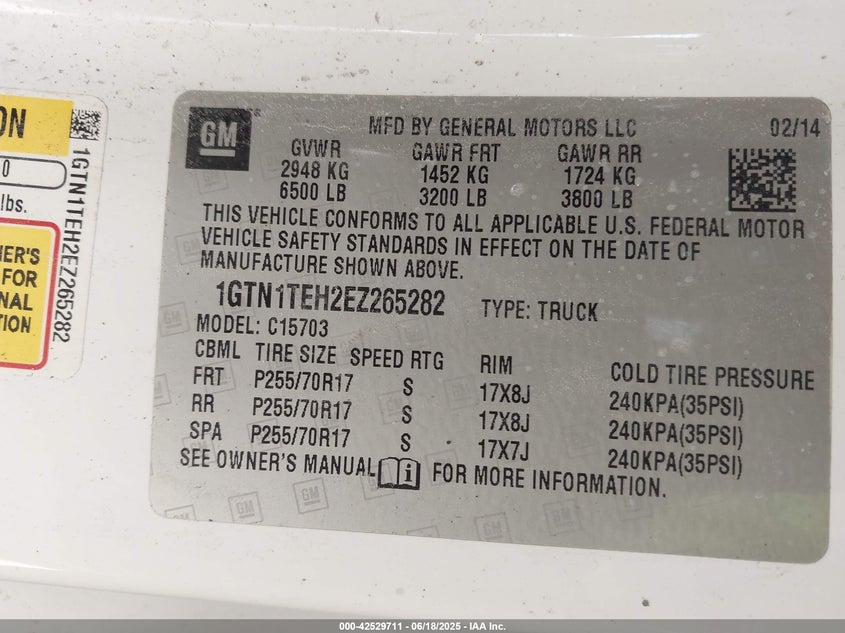 ON
0
lbs.
NER'S
FOR
NAL
TION
1GTN1TEH2EZ265282
GM
MFD BY GENERAL MOTORS LLC 02/14
GVWR GAWR FRT GAWR RR
2948 KG 1452 KG 1724 KG
6500 LB 3200 LB 3800 LB
THIS VEHICLE CONFORMS TO ALL APPLICABLE U.S. FEDERAL MOTOR
VEHICLE SAFETY STANDARDS IN EFFECT ON THE DATE OF
MANUFACTURE SHOWN ABOVE.
1GTN1TEH2EZ265282 TYPE: TRUCK
MODEL: C15703
CBML TIRE SIZE SPEED RTG RIM COLD TIRE PRESSURE
FRT P255/70R17 S 17X8J 240KPA(35PSI)
RR P255/70R17 S 17X8J 240KPA(35PSI)
SPA P255/70R17 S 17X7J 240KPA(35PSI)
SEE OWNER'S MANUAL i FOR MORE INFORMATION.
000-42529711 - 06/18/2025 - IAA Inc.